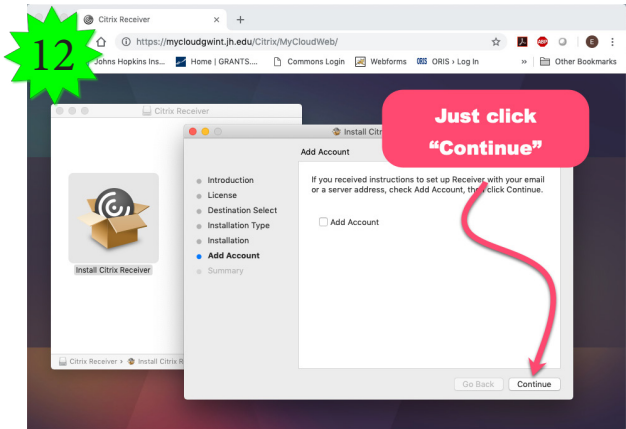 12
Citrix Receiver
https://mycloudgwint.jh.edu/Citrix/MyCloudWeb/
ABP
E
Johns Hopkins Ins...
Home | GRANTS....
Commons Login
Webforms
ORIS
ORIS › Log In
»
Other Bookmarks
Citrix Receiver
Install Citr
Just click
“Continue”
Add Account
Introduction
License
Destination Select
Installation Type
Installation
Add Account
Summary
If you received instructions to set up Receiver with your email
or a server address, check Add Account, then click Continue.
Add Account
Install Citrix Receiver
Citrix Receiver › Install Citrix R
Go Back
Continue